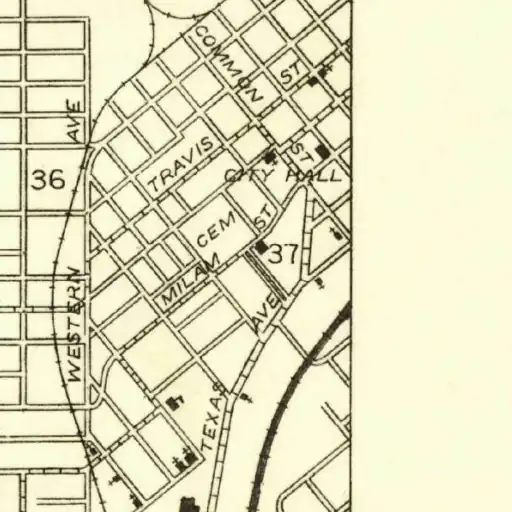 COMMON
ST
AVE
36
TRAVIS
ST
CITY HALL
CEM
ST
MILAM
37
WESTERN
AVE
TEXAS